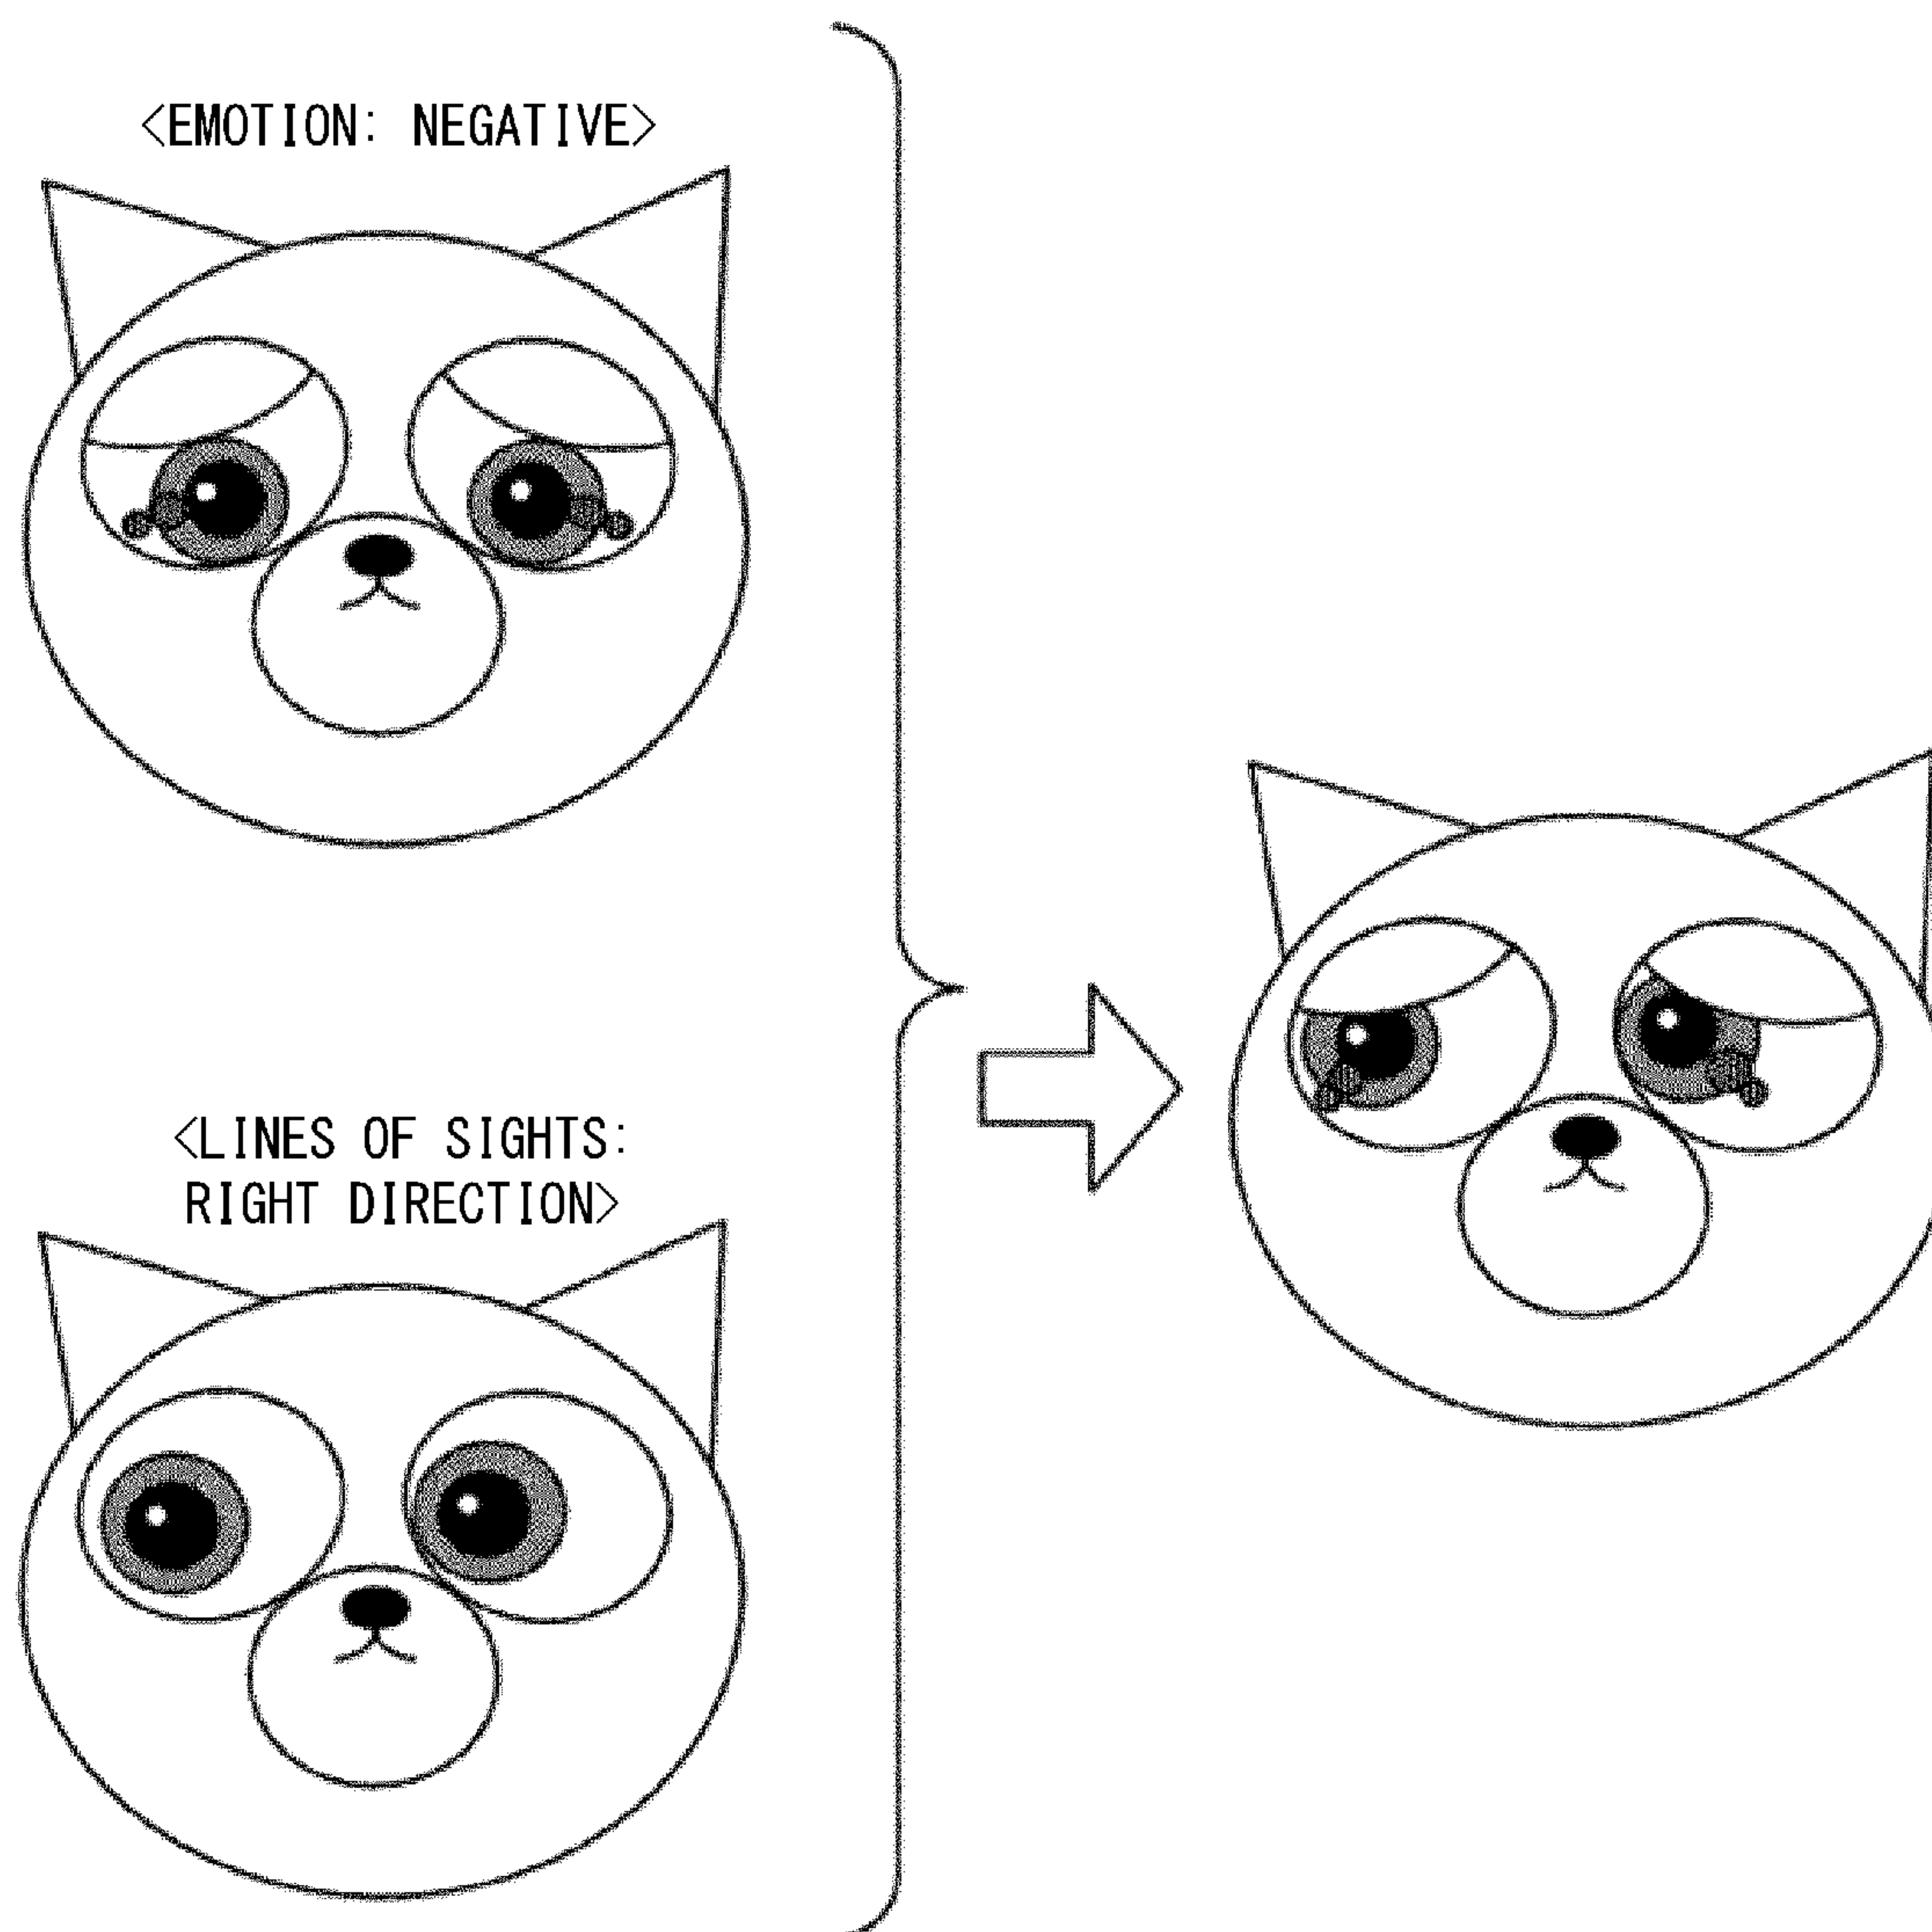 <EMOTION: NEGATIVE>
<LINES OF SIGHTS:
RIGHT DIRECTION>